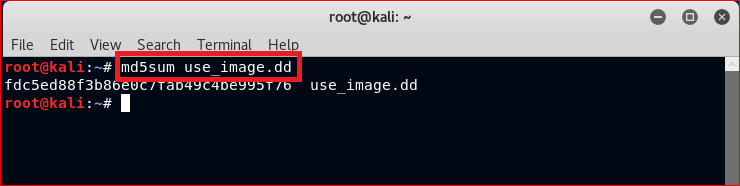 root@kali: ~
File Edit View Search Terminal Help
root@kali:~# md5sum use_image.dd
fdc5ed88f3b86e0c7fab49c4be995f76  use_image.dd
root@kali:~#